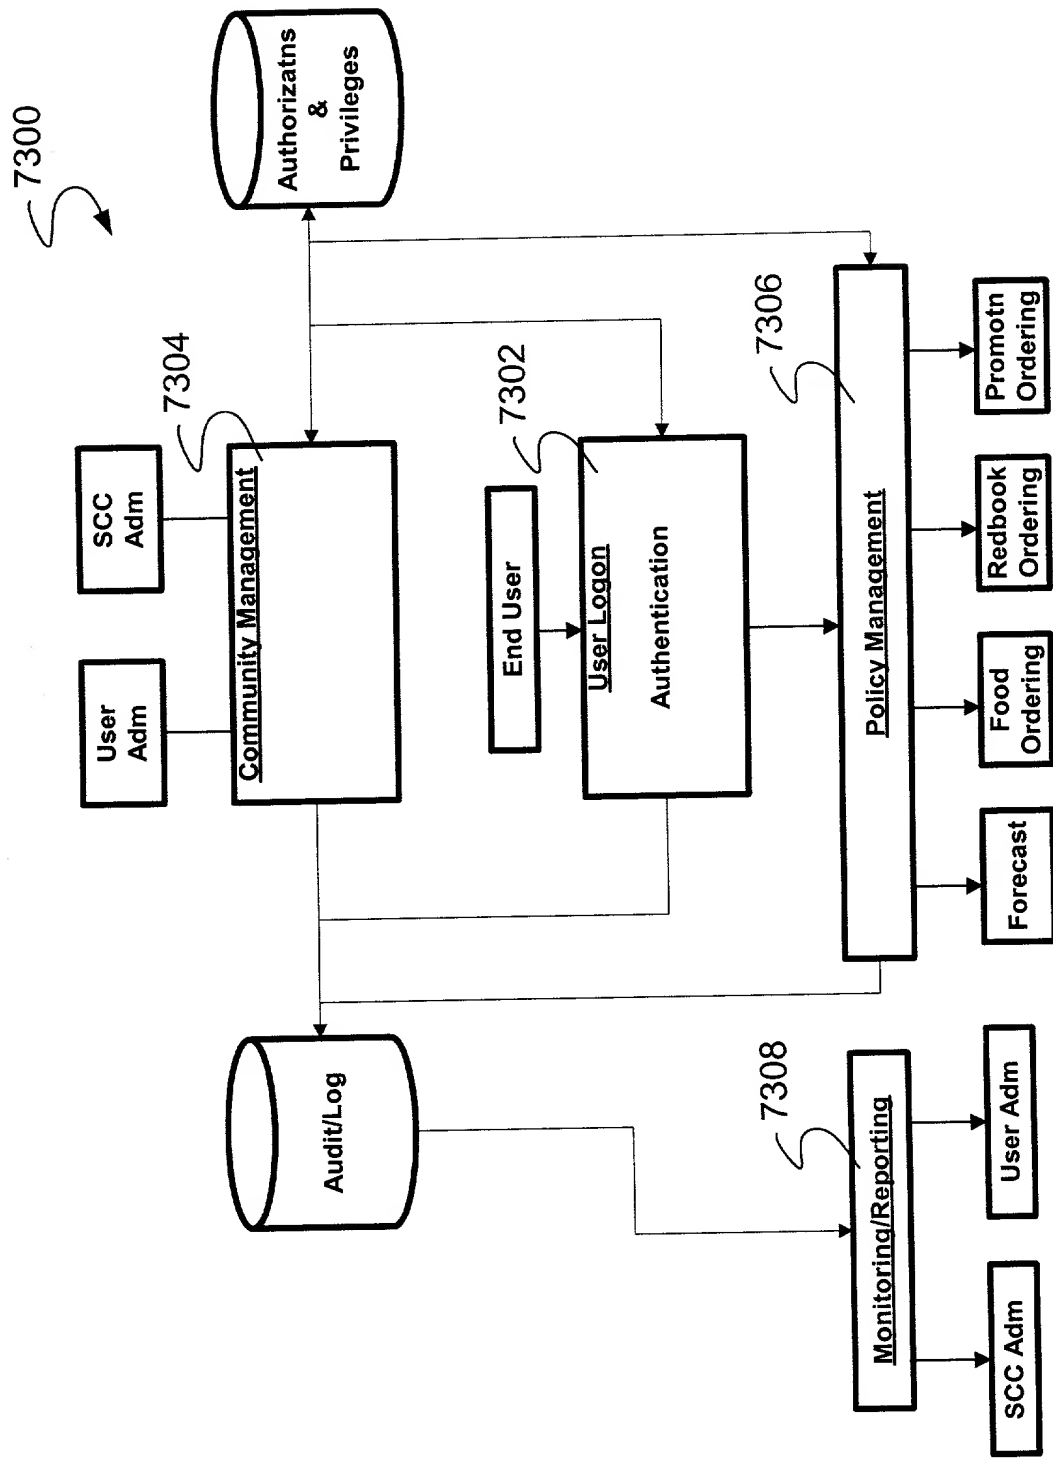 7300
User
Adm
SCC
Adm
7304
Community Management
Authorizatns
&
Privileges
Audit/Log
End User
7302
User Logon
Authentication
7306
Policy Management
7308
Monitoring/Reporting
SCC Adm
User Adm
Forecast
Food
Ordering
Redbook
Ordering
Promotn
Ordering